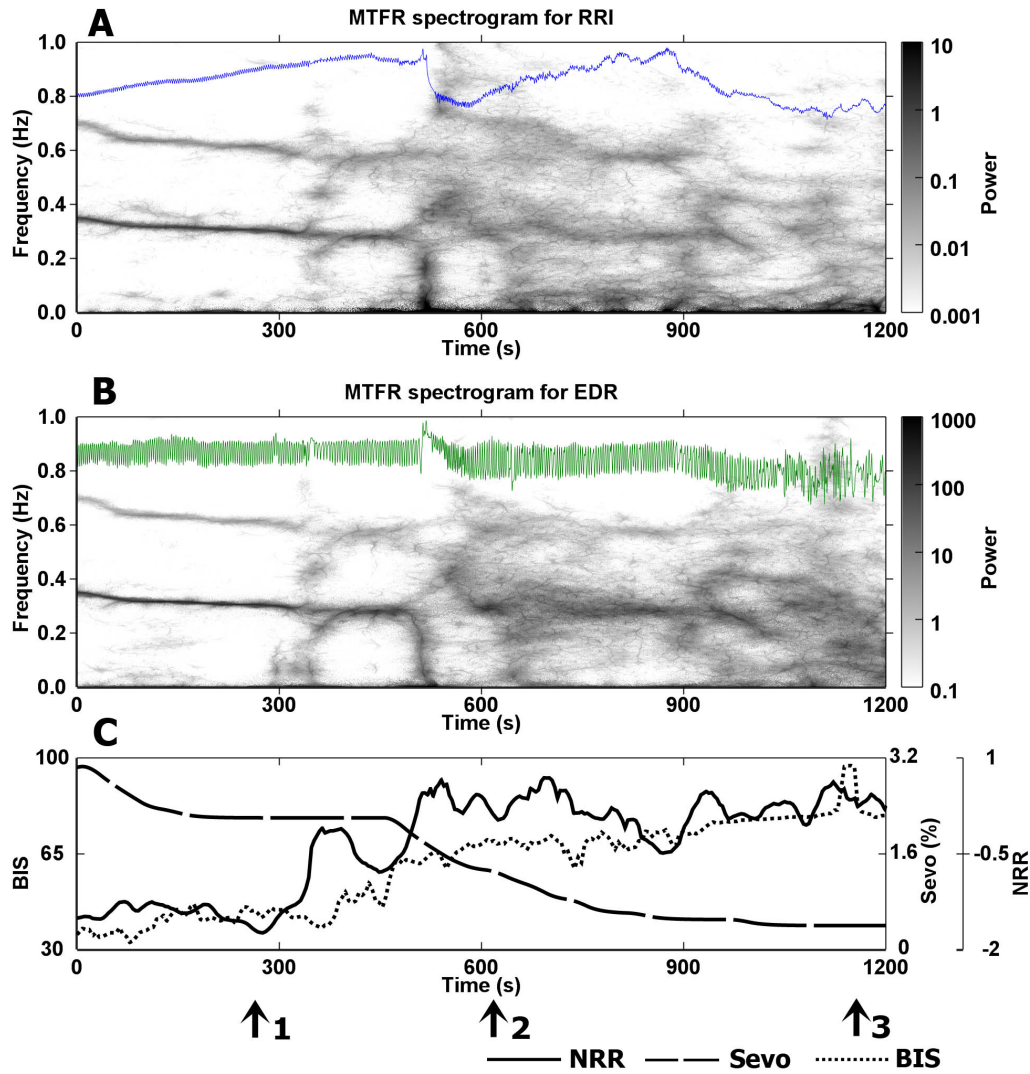 A
MTFR spectrogram for RRI
Frequency (Hz)
1.0
0.8
0.6
0.4
0.2
0.0
0 300 600 900 1200
Time (s)
10
1
0.1
0.01
0.001
Power
B
MTFR spectrogram for EDR
Frequency (Hz)
1.0
0.8
0.6
0.4
0.2
0.0
0 300 600 900 1200
Time (s)
1000
100
10
1
0.1
Power
C
BIS
100
65
30
0 300 600 900 1200
Time (s)
3.2
1.6
0
Sevo (%)
1
-0.5
-2
NRR
1 2 3
NRR Sevo BIS